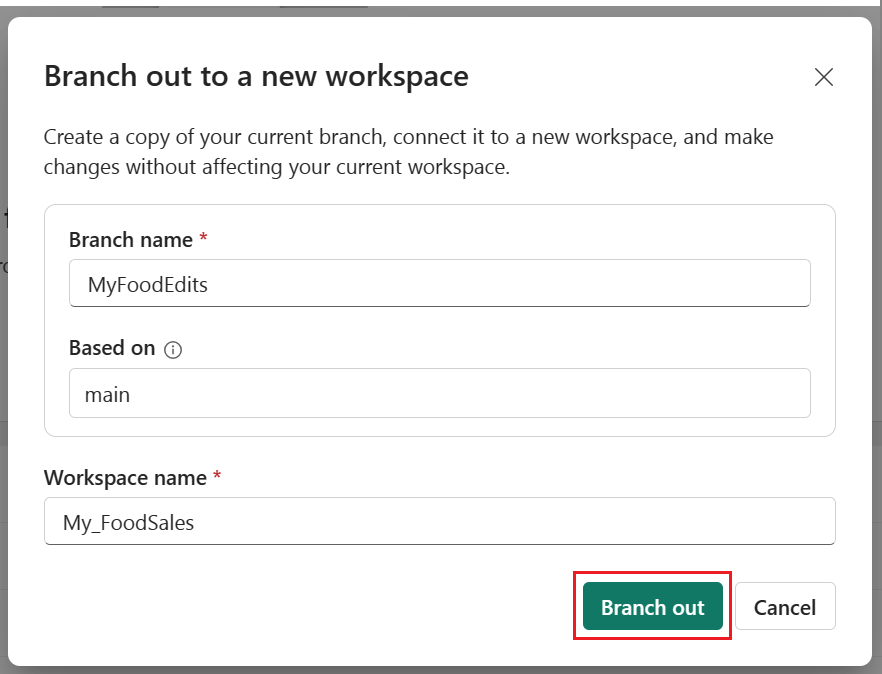 Branch out to a new workspace
Create a copy of your current branch, connect it to a new workspace, and make
changes without affecting your current workspace.
Branch name *
MyFoodEdits
Based on
main
Workspace name *
My_FoodSales
Branch out
Cancel